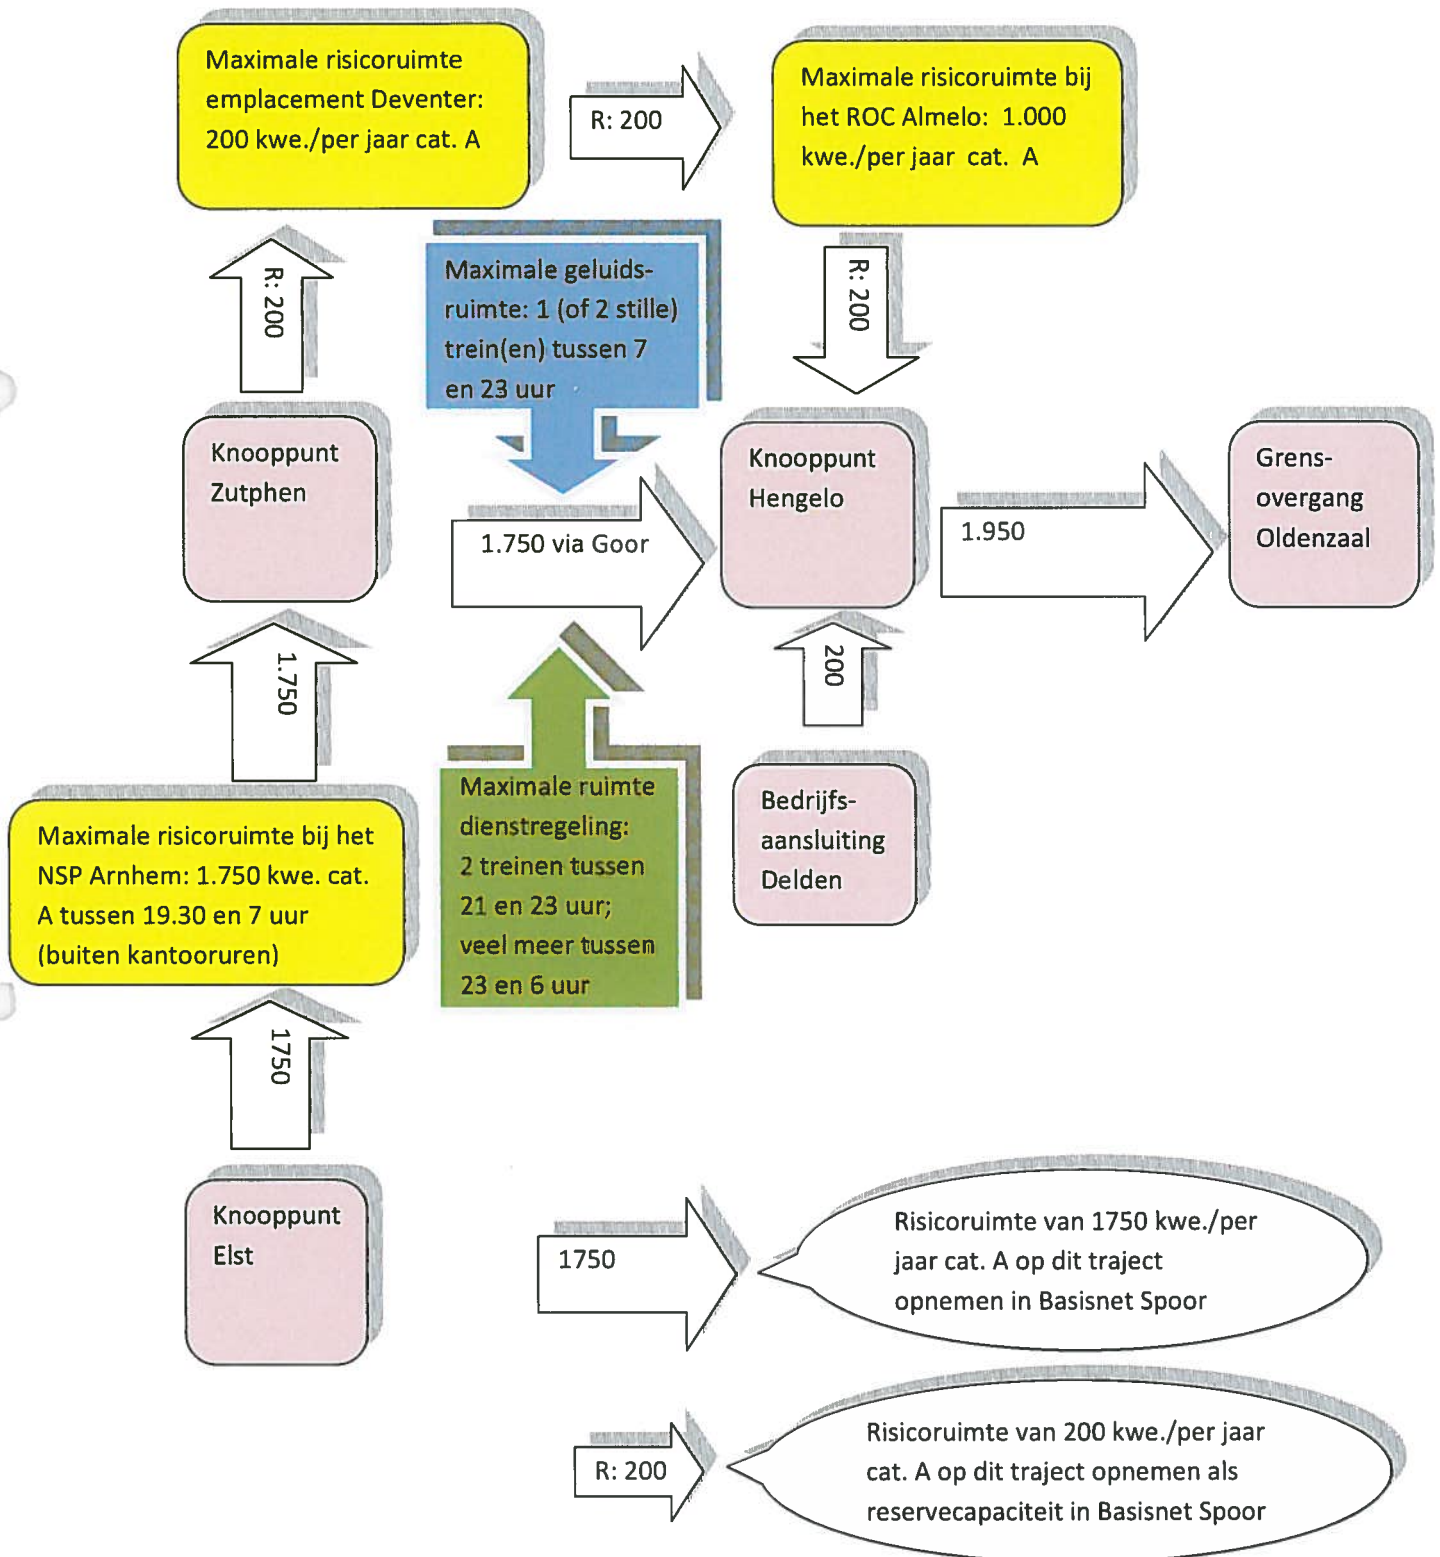 Maximale risicoruimte
emplacement Deventer:
200 kwe./per jaar cat. A
R: 200
Maximale risicoruimte bij
het ROC Almelo: 1.000
kwe./per jaar cat. A
R: 200
Maximale geluids-
ruimte: 1 (of 2 stille)
trein(en) tussen 7
en 23 uur
R: 200
Knooppunt
Zutphen
1.750 via Goor
Knooppunt
Hengelo
1.950
Grens-
overgang
Oldenzaal
1.750
200
Maximale ruimte
dienstregeling:
2 treinen tussen
21 en 23 uur;
veel meer tussen
23 en 6 uur
Bedrijfs-
aansluiting
Delden
Maximale risicoruimte bij het
NSP Arnhem: 1.750 kwe. cat.
A tussen 19.30 en 7 uur
(buiten kantooruren)
1750
Knooppunt
Elst
1750
Risicoruimte van 1750 kwe./per
jaar cat. A op dit traject
opnemen in Basisnet Spoor
R: 200
Risicoruimte van 200 kwe./per jaar
cat. A op dit traject opnemen als
reservecapaciteit in Basisnet Spoor